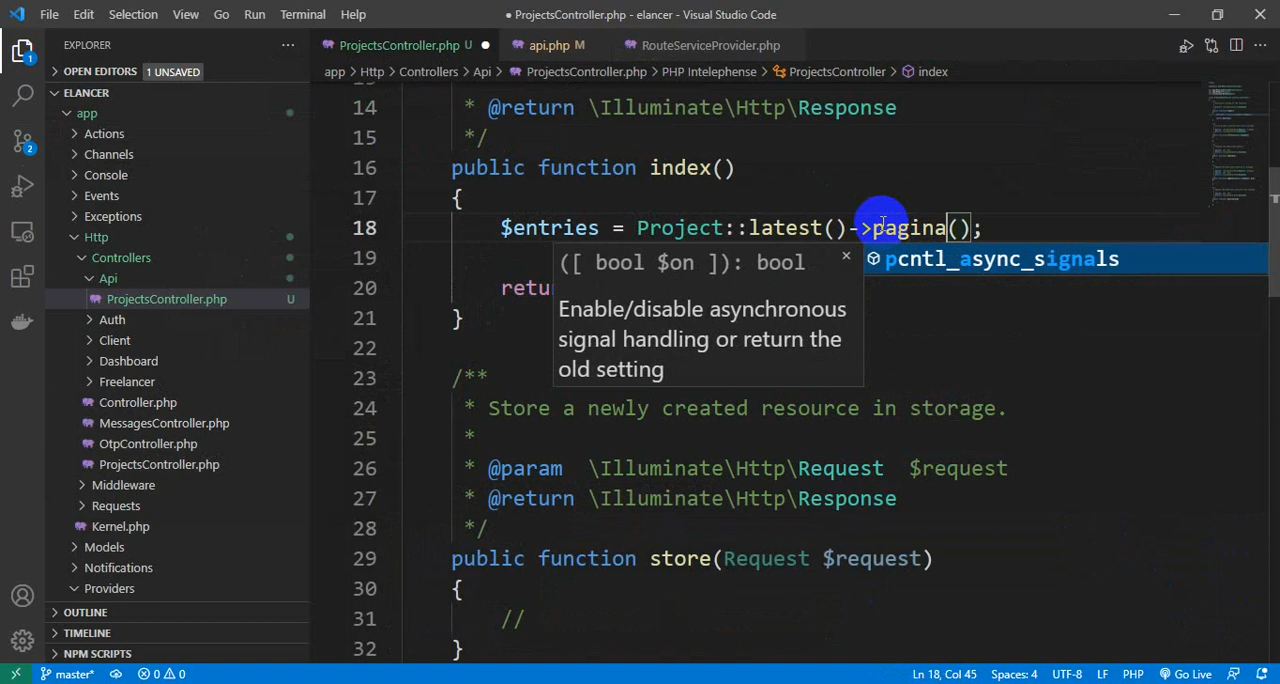 File Edit Selection View Go Run Terminal Help
● ProjectsController.php - elancer - Visual Studio Code
EXPLORER
ProjectsController.php U
api.php M
RouteServiceProvider.php
OPEN EDITORS 1 UNSAVED
app > Http > Controllers > Api > ProjectsController.php > PHP Intelephense > ProjectsController > index
ELANCER
app
Actions
Channels
Console
Events
Exceptions
Http
Controllers
Api
ProjectsController.php U
Auth
Client
Dashboard
Freelancer
Controller.php
MessagesController.php
OtpController.php
ProjectsController.php
Middleware
Requests
Kernel.php
Models
Notifications
Providers
OUTLINE
TIMELINE
NPM SCRIPTS
14 * @return \Illuminate\Http\Response
15 */
16 public function index()
17 {
18 $entries = Project::latest()->pagina();
19
20 retu
21 }
22
23 /**
24 * Store a newly created resource in storage.
25 *
26 * @param \Illuminate\Http\Request $request
27 * @return \Illuminate\Http\Response
28 */
29 public function store(Request $request)
30 {
31 //
32 }
([ bool $on ]): bool
Enable/disable asynchronous
signal handling or return the
old setting
pcntl_async_signals
1
2
master*
0 0
Ln 18, Col 45 Spaces: 4 UTF-8 LF PHP Go Live